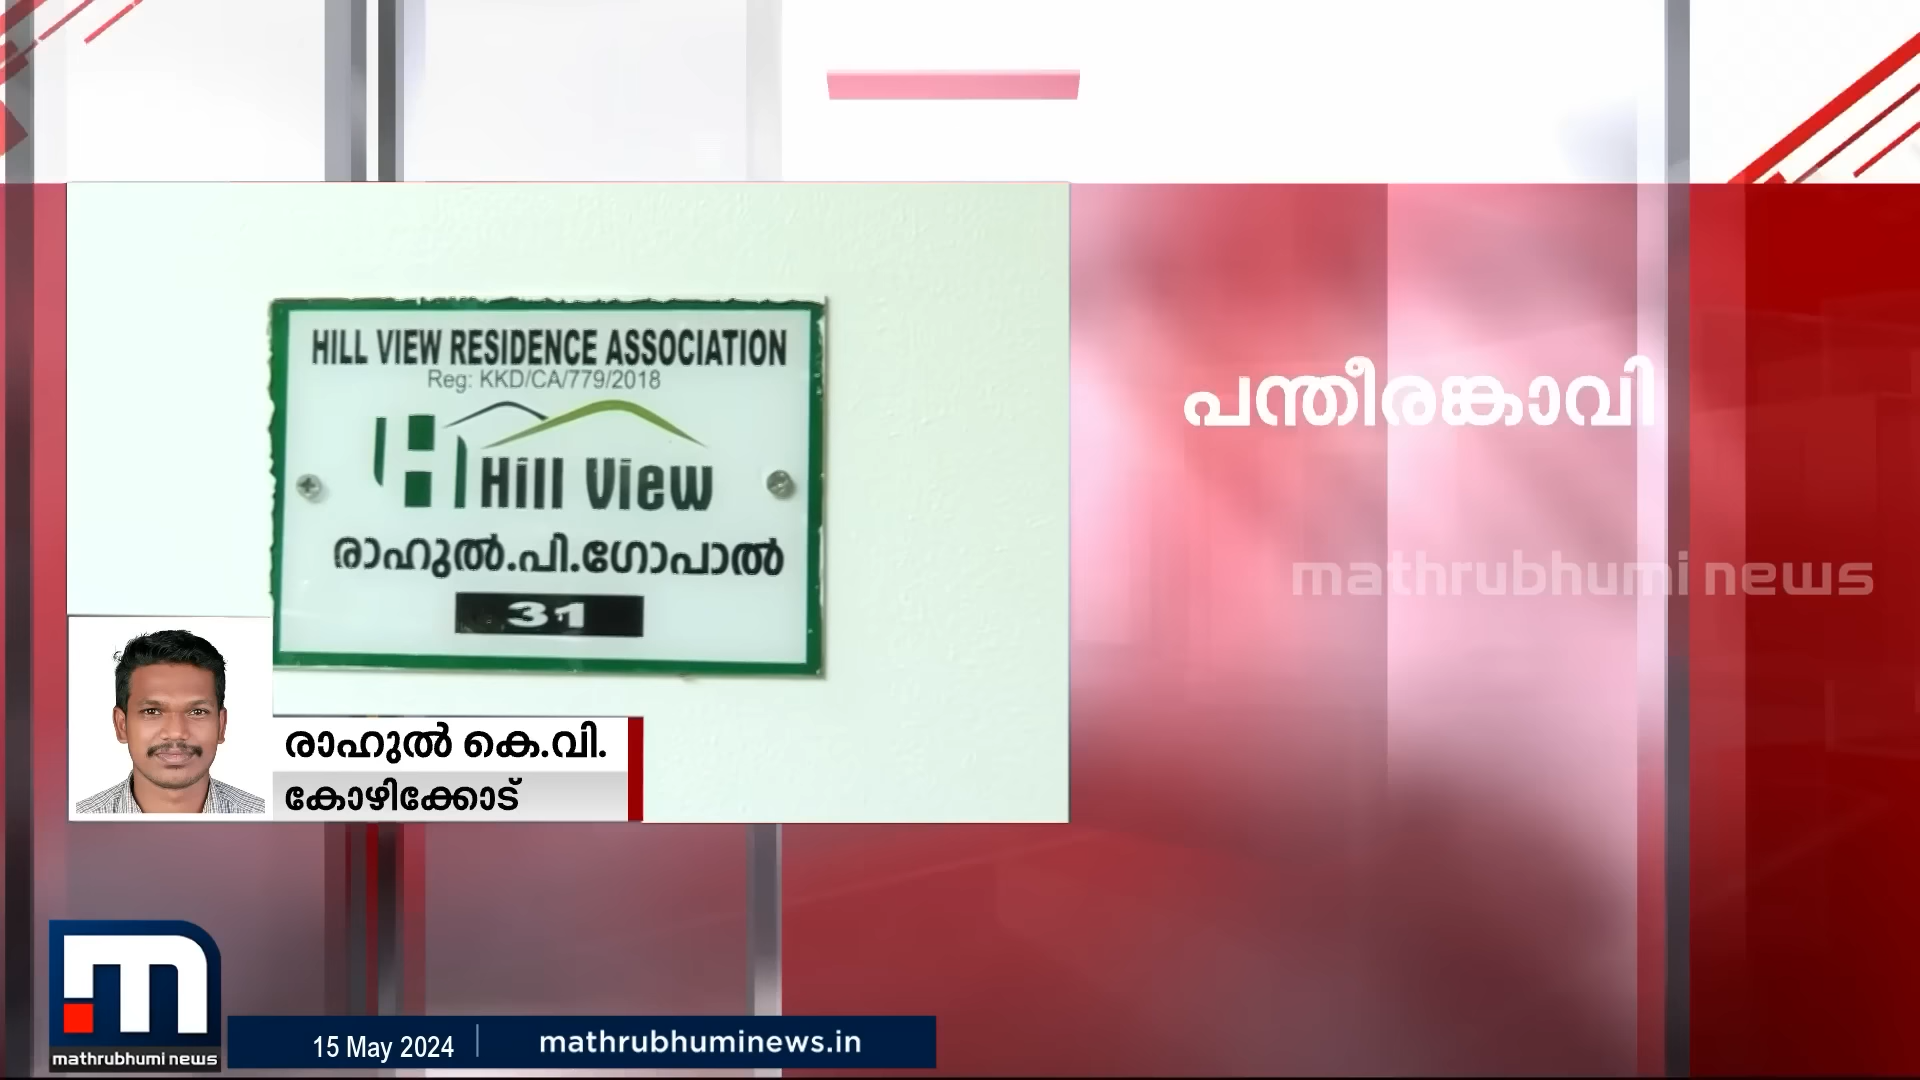 HILL VIEW RESIDENCE ASSOCIATION
Reg: KKD/CA/779/2018
Hill View
രാഹുൽ.പി.ഗോപാൽ
31
പന്തീരങ്കാവി
mathrubhumi news
രാഹുൽ കെ.വി.
കോഴിക്കോട്
mathrubhumi news
15 May 2024
mathrubhuminews.in